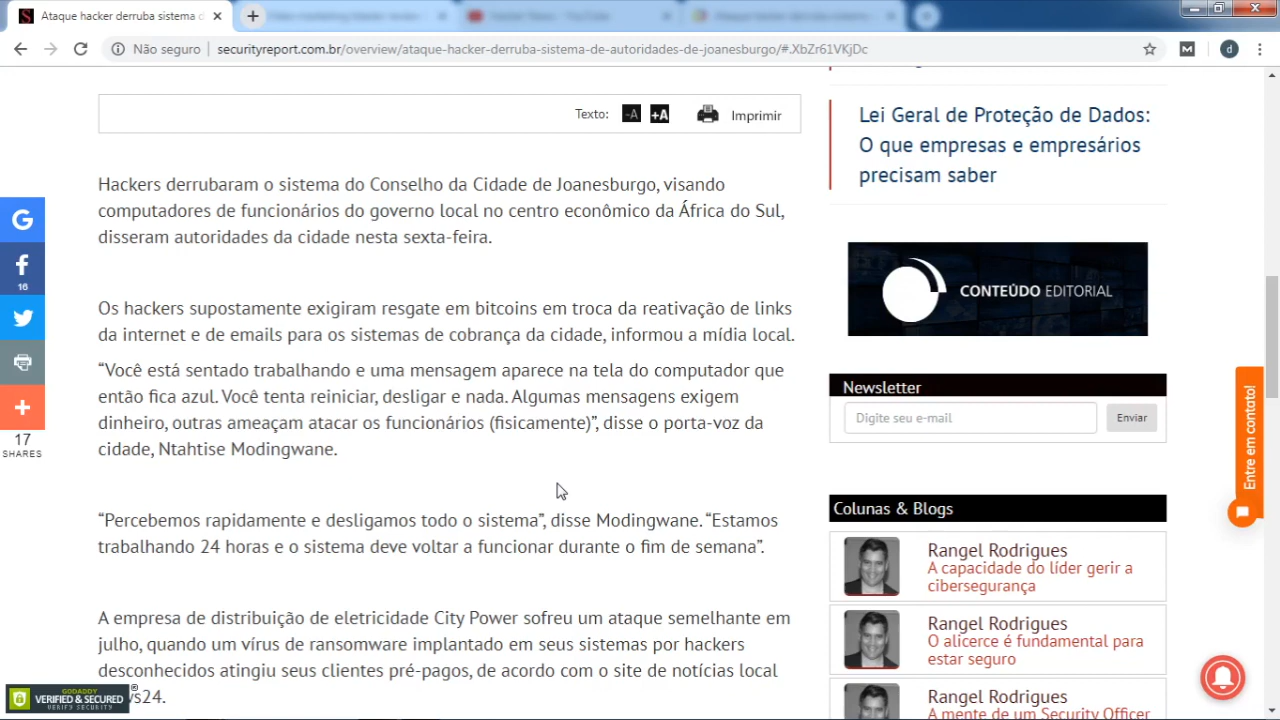 Ataque hacker derruba sistema d
Não seguro
securityreport.com.br/overview/ataque-hacker-derruba-sistema-de-autoridades-de-joanesburgo/#.XbZr61VKjDc
M
d
Texto:
-A
+A
Imprimir
Hackers derrubaram o sistema do Conselho da Cidade de Joanesburgo, visando
computadores de funcionários do governo local no centro econômico da África do Sul,
disseram autoridades da cidade nesta sexta-feira.
Os hackers supostamente exigiram resgate em bitcoins em troca da reativação de links
da internet e de emails para os sistemas de cobrança da cidade, informou a mídia local.
“Você está sentado trabalhando e uma mensagem aparece na tela do computador que
então fica azul. Você tenta reiniciar, desligar e nada. Algumas mensagens exigem
dinheiro, outras ameaçam atacar os funcionários (fisicamente)”, disse o porta-voz da
cidade, Ntahtise Modingwane.
“Percebemos rapidamente e desligamos todo o sistema”, disse Modingwane. “Estamos
trabalhando 24 horas e o sistema deve voltar a funcionar durante o fim de semana”.
A empresa de distribuição de eletricidade City Power sofreu um ataque semelhante em
julho, quando um vírus de ransomware implantado em seus sistemas por hackers
desconhecidos atingiu seus clientes pré-pagos, de acordo com o site de notícias local
s24.
G
f
16
17
SHARES
GODADDY
VERIFIED & SECURED
VERIFY SECURITY
Lei Geral de Proteção de Dados:
O que empresas e empresários
precisam saber
CONTEÚDO EDITORIAL
Newsletter
Digite seu e-mail
Enviar
Entre em contato!
Colunas & Blogs
Rangel Rodrigues
A capacidade do líder gerir a
cibersegurança
Rangel Rodrigues
O alicerce é fundamental para
estar seguro
Rangel Rodrigues
A mente de um Security Officer